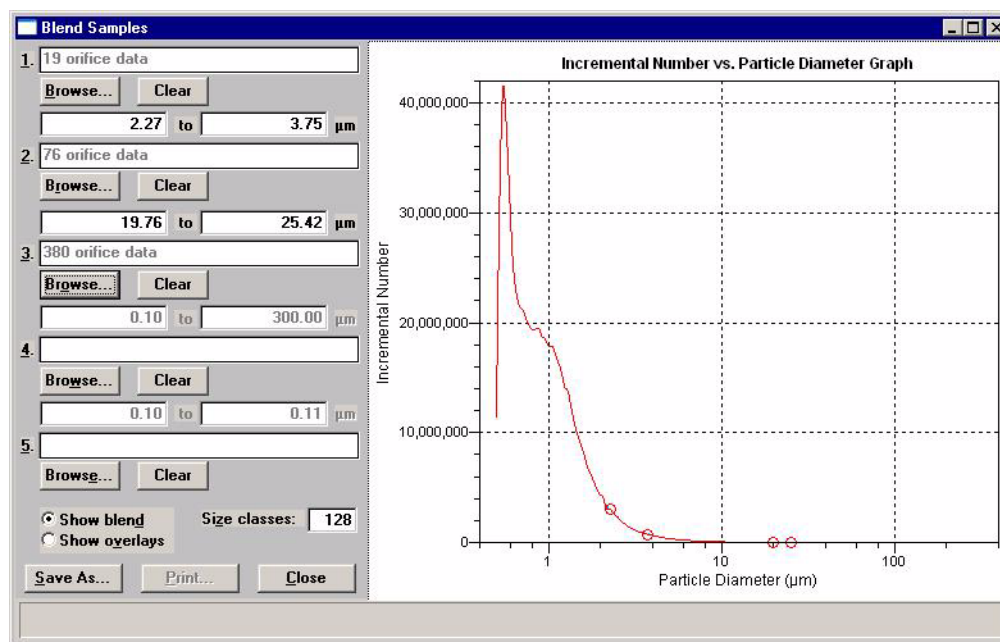 Blend Samples
1. 19 orifice data
Browse... Clear
2.27 to 3.75 µm
2. 76 orifice data
Browse... Clear
19.76 to 25.42 µm
3. 380 orifice data
Browse... Clear
0.10 to 300.00 µm
4.
Browse... Clear
0.10 to 0.11 µm
5.
Browse... Clear
Show blend
Show overlays
Size classes: 128
Save As... Print... Close
Incremental Number vs. Particle Diameter Graph
Incremental Number
40,000,000
30,000,000
20,000,000
10,000,000
0
1 10 100
Particle Diameter (µm)